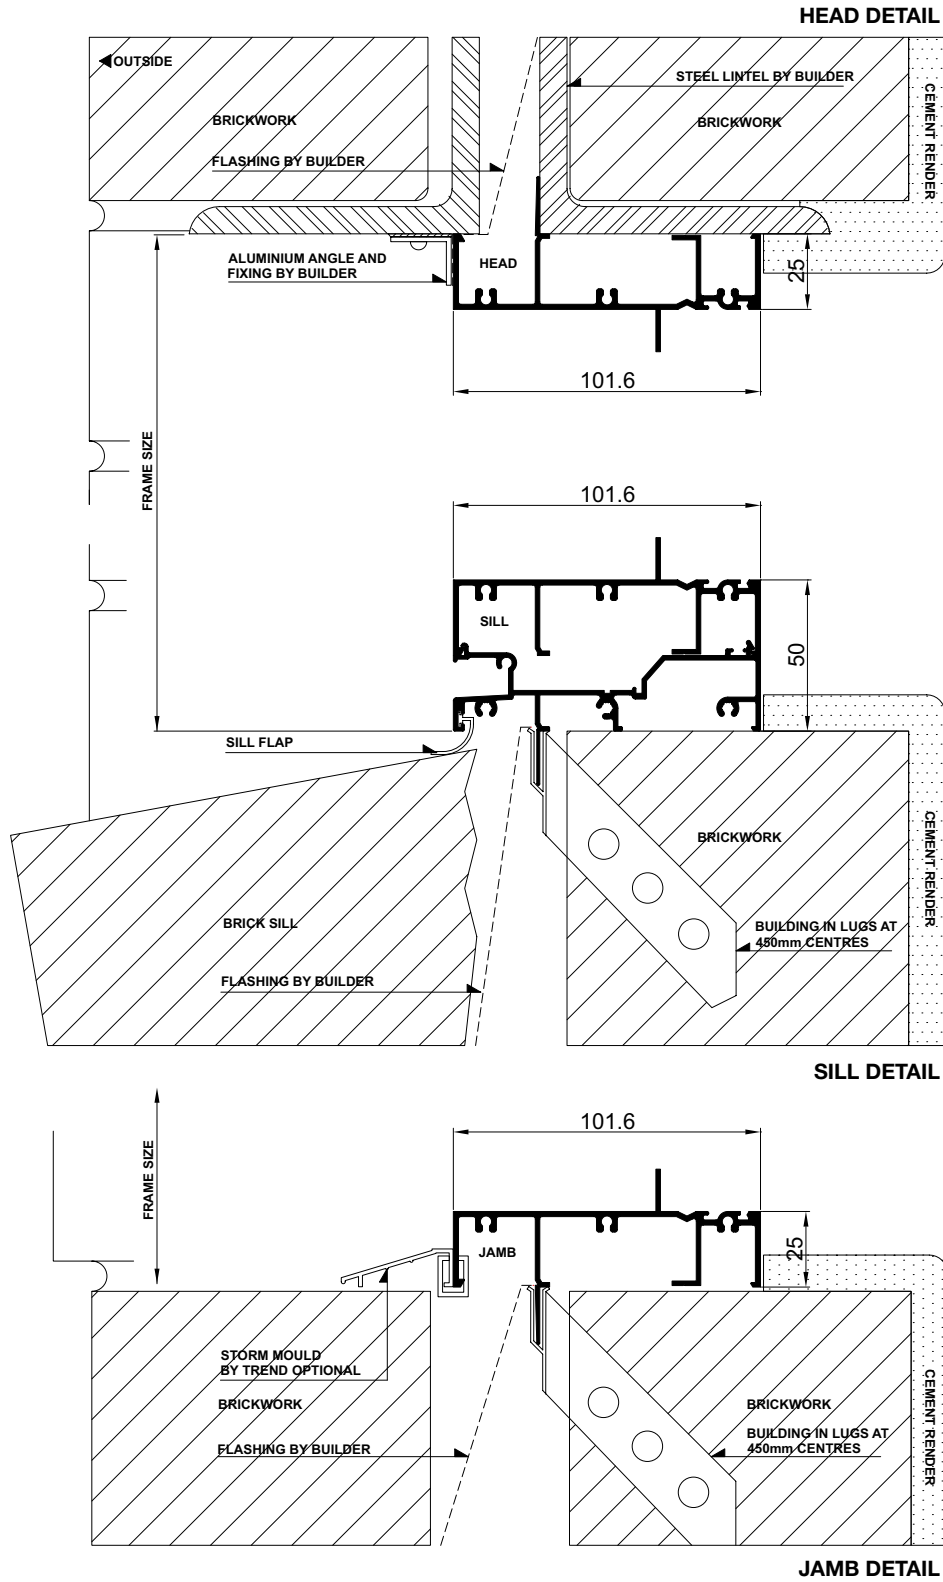 HEAD DETAIL
OUTSIDE
STEEL LINTEL BY BUILDER
BRICKWORK
BRICKWORK
CEMENT RENDER
FLASHING BY BUILDER
ALUMINIUM ANGLE AND
FIXING BY BUILDER
HEAD
25
101.6
FRAME SIZE
101.6
SILL
50
SILL FLAP
BRICKWORK
CEMENT RENDER
BRICK SILL
BUILDING IN LUGS AT
450mm CENTRES
FLASHING BY BUILDER
SILL DETAIL
101.6
FRAME SIZE
JAMB
25
STORM MOULD
BY TREND OPTIONAL
BRICKWORK
BRICKWORK
CEMENT RENDER
BUILDING IN LUGS AT
450mm CENTRES
FLASHING BY BUILDER
JAMB DETAIL